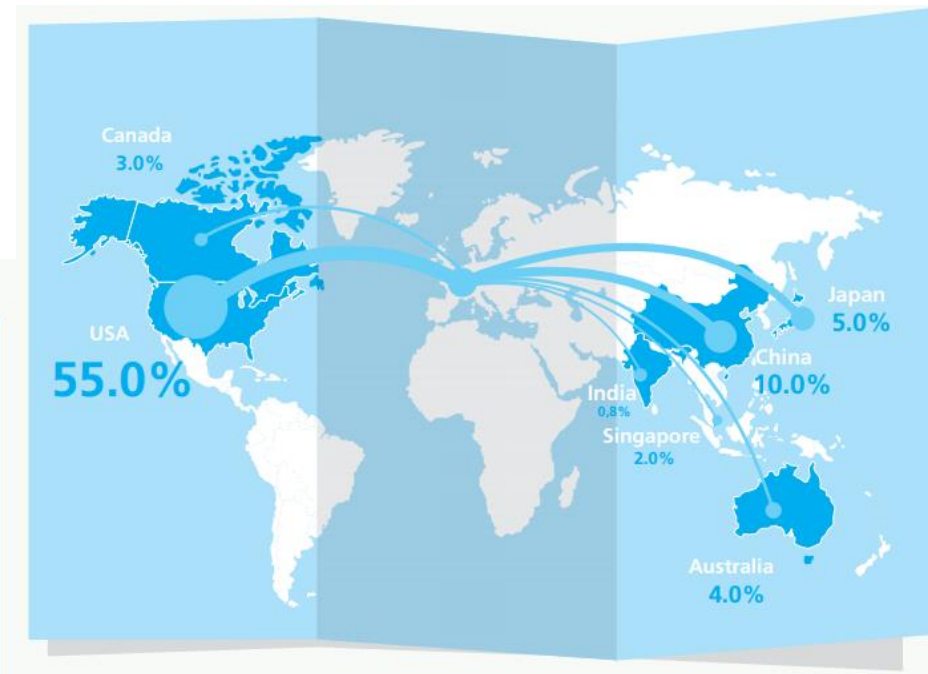 Canada
3.0%
USA
55.0%
Japan
5.0%
China
10.0%
India
0,8%
Singapore
2.0%
Australia
4.0%